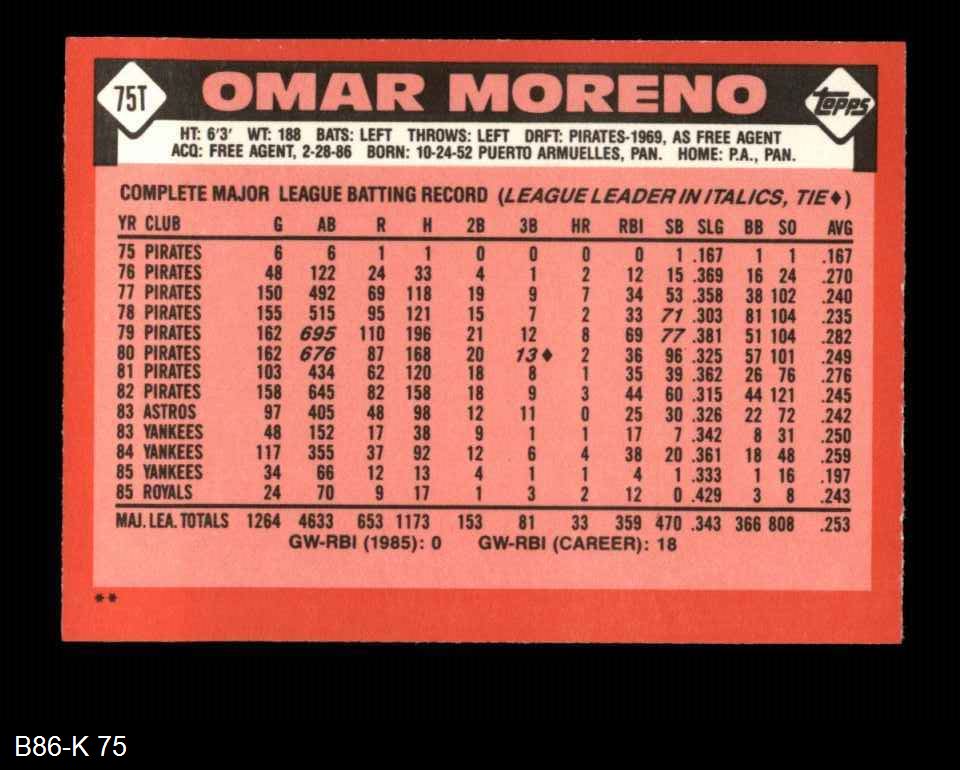 75T OMAR MORENO Topps
HT: 6'3' WT: 188 BATS: LEFT THROWS: LEFT DRFT: PIRATES-1969, AS FREE AGENT
ACQ: FREE AGENT, 2-28-86 BORN: 10-24-52 PUERTO ARMUELLES, PAN. HOME: P.A., PAN.
COMPLETE MAJOR LEAGUE BATTING RECORD (LEAGUE LEADER IN ITALICS, TIE♦)
YR CLUB G AB R H 2B 3B HR RBI SB SLG BB SO AVG
75 PIRATES 6 6 1 1 0 0 0 0 1 .167 1 1 .167
76 PIRATES 48 122 24 33 4 1 2 12 15 .369 16 24 .270
77 PIRATES 150 492 69 118 19 9 7 34 53 .358 38 102 .240
78 PIRATES 155 515 95 121 15 7 2 33 71 .303 81 104 .235
79 PIRATES 162 695 110 196 21 12 8 69 77 .381 51 104 .282
80 PIRATES 162 676 87 168 20 13♦ 2 36 96 .325 57 101 .249
81 PIRATES 103 434 62 120 18 8 1 35 39 .362 26 76 .276
82 PIRATES 158 645 82 158 18 9 3 44 60 .315 44 121 .245
83 ASTROS 97 405 48 98 12 11 0 25 30 .326 22 72 .242
83 YANKEES 48 152 17 38 9 1 1 17 7 .342 8 31 .250
84 YANKEES 117 355 37 92 12 6 4 38 20 .361 18 48 .259
85 YANKEES 34 66 12 13 4 1 1 4 1 .333 1 16 .197
85 ROYALS 24 70 9 17 1 3 2 12 0 .429 3 8 .243
MAJ. LEA. TOTALS 1264 4633 653 1173 153 81 33 359 470 .343 366 808 .253
GW-RBI (1985): 0 GW-RBI (CAREER): 18
**
B86-K 75